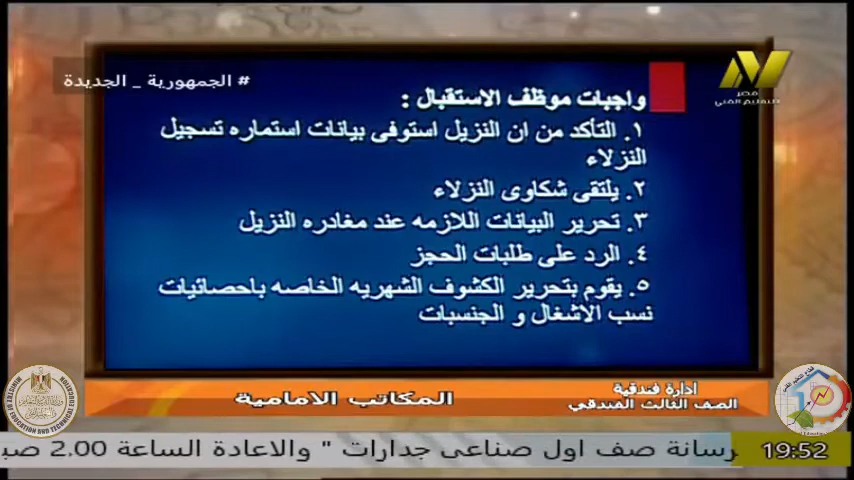 # الجمهورية _ الجديدة
مصر
التعليم الفني
واجبات موظف الاستقبال :
١. التأكد من ان النزيل استوفى بيانات استماره تسجيل
النزلاء
٢. يلتقى شكاوى النزلاء
٣. تحرير البيانات اللازمه عند مغادره النزيل
٤. الرد على طلبات الحجز
٥. يقوم بتحرير الكشوف الشهريه الخاصه باحصائيات
نسب الاشغال و الجنسبات
ادارة فندقية
الصف الثالث الفندقي
المكاتب الامامية
رسانة صف اول صناعى جدارات " والاعادة الساعة 2.00 صب
19:52